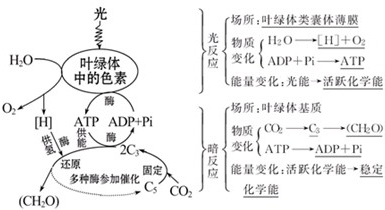 光
H₂O
叶绿体
中的色素
O₂
[H]
酶
ATP ADP+Pi
供氢
酶
供能
酶
还原
2C₃
固定
多种酶参加催化
C₅
CO₂
(CH₂O)
光反应
场所:叶绿体类囊体薄膜
物质变化
H₂O→[H]+O₂
ADP+Pi→ATP
能量变化:光能→活跃化学能
暗反应
场所:叶绿体基质
物质变化
CO₂→C₃→(CH₂O)
ATP→ADP+Pi
能量变化:活跃化学能→稳定
化学能